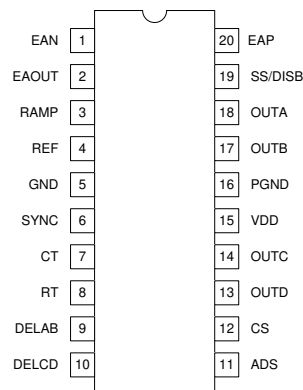 EAN 1 20 EAP
EAOUT 2 19 SS/DISB
RAMP 3 18 OUTA
REF 4 17 OUTB
GND 5 16 PGND
SYNC 6 15 VDD
CT 7 14 OUTC
RT 8 13 OUTD
DELAB 9 12 CS
DELCD 10 11 ADS